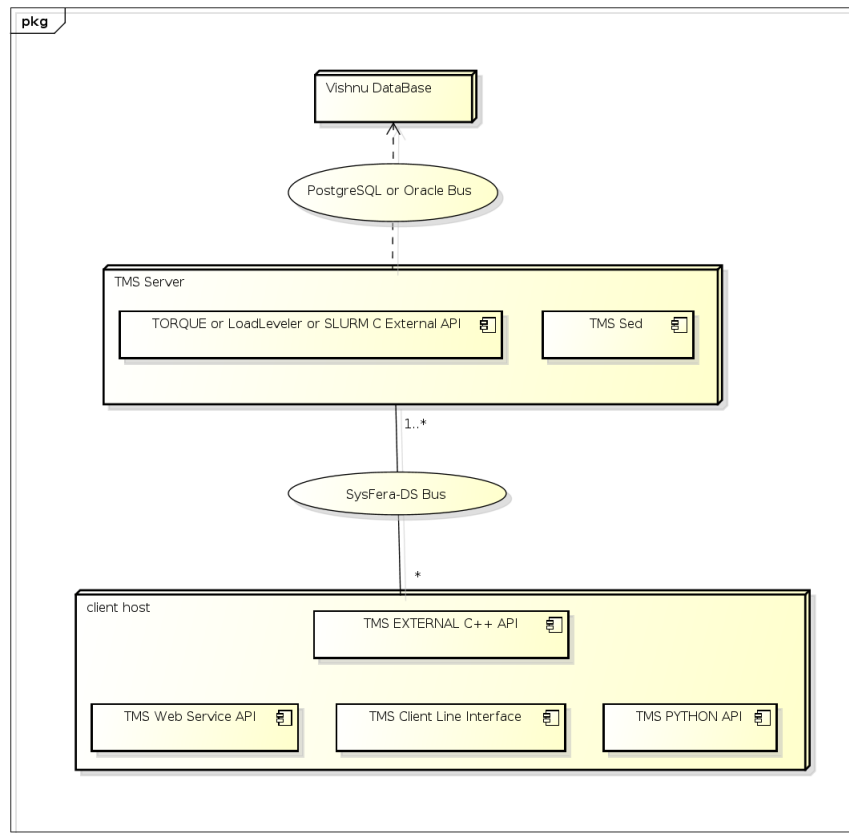 pkg
Vishnu DataBase
PostgreSQL or Oracle Bus
TMS Server
TORQUE or LoadLeveler or SLURM C External API
TMS Sed
1..*
SysFera-DS Bus
*
client host
TMS EXTERNAL C++ API
TMS Web Service API
TMS Client Line Interface
TMS PYTHON API